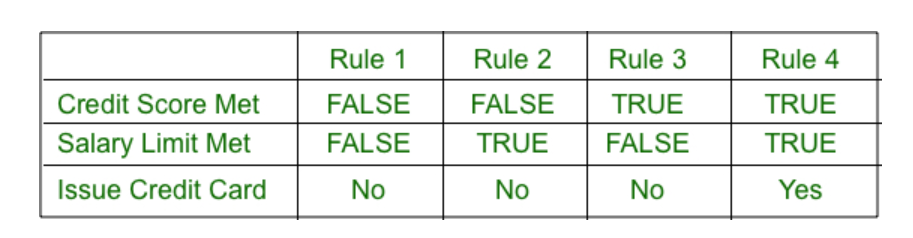 Rule 1 Rule 2 Rule 3 Rule 4
Credit Score Met FALSE FALSE TRUE TRUE
Salary Limit Met FALSE TRUE FALSE TRUE
Issue Credit Card No No No Yes